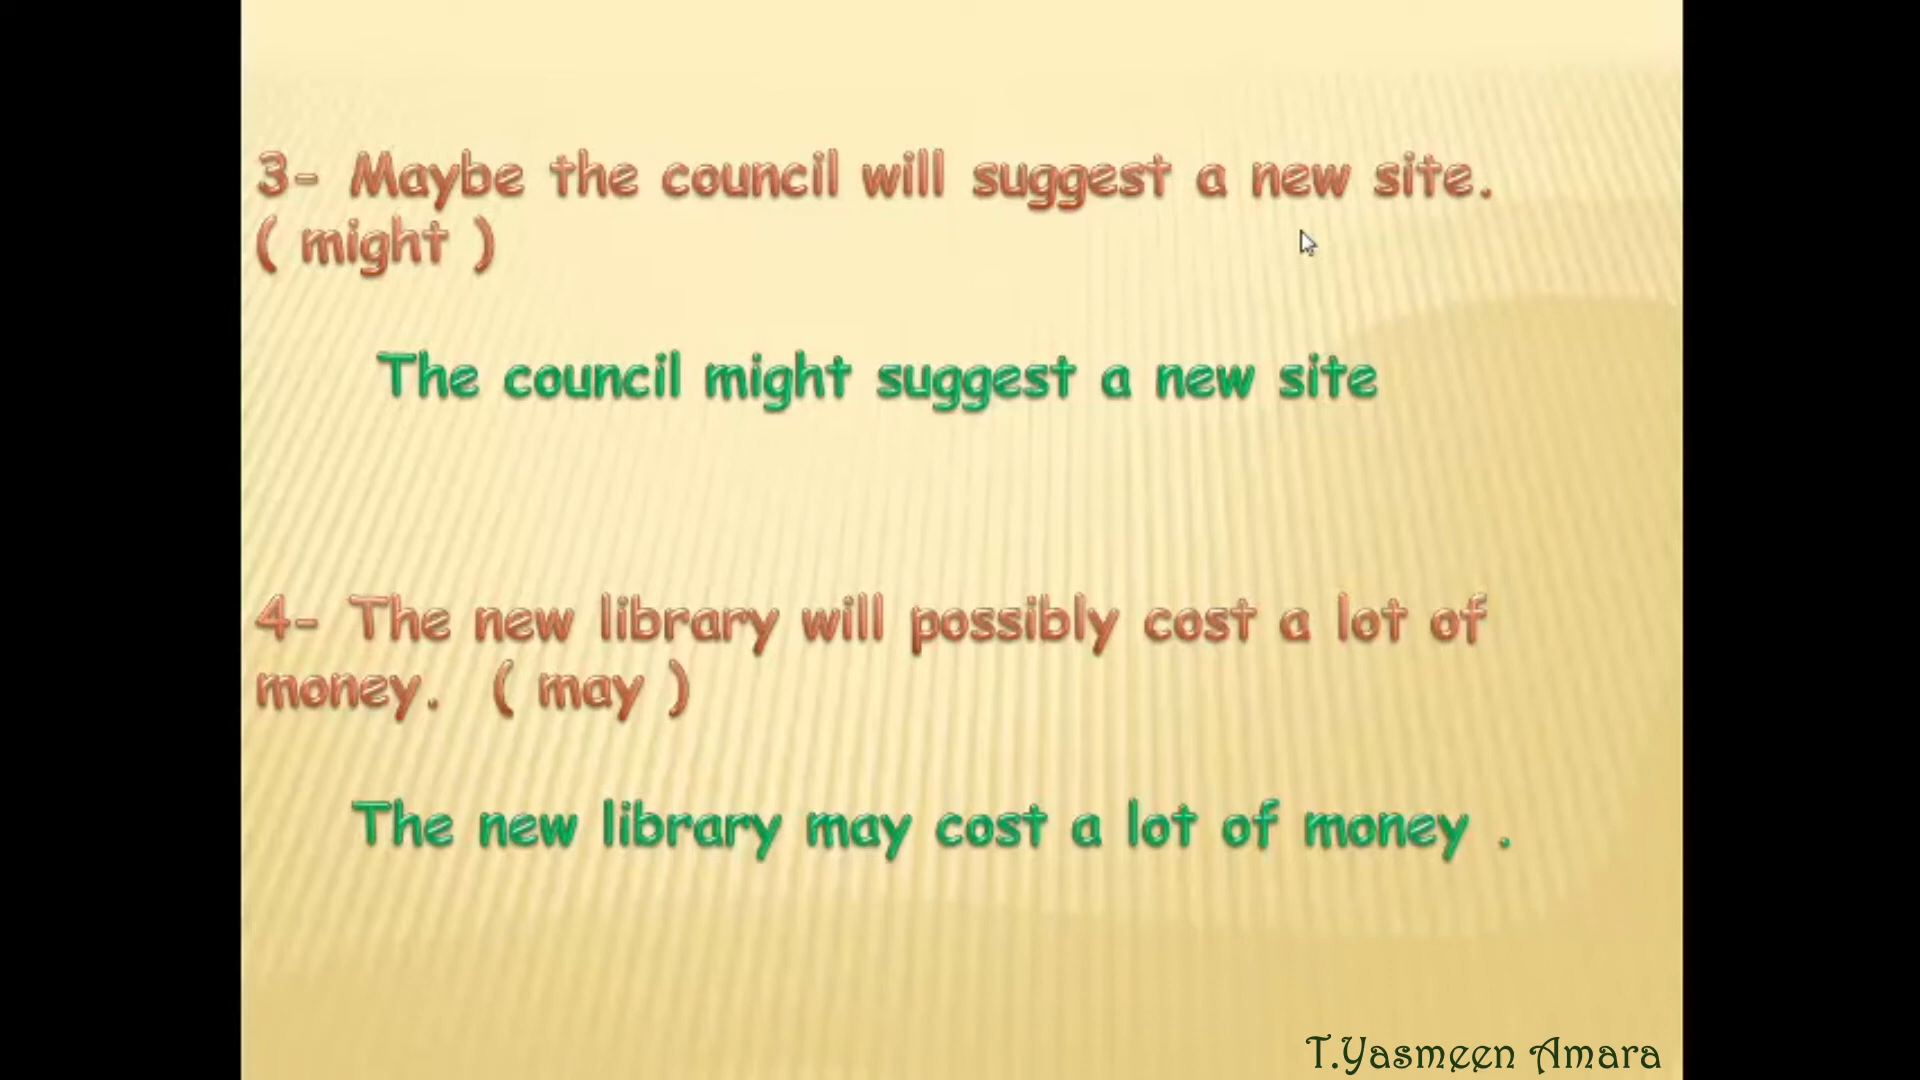 3- Maybe the council will suggest a new site.
( might )
The council might suggest a new site
4- The new library will possibly cost a lot of
money. ( may )
The new library may cost a lot of money .
T.Yasmeen Amara